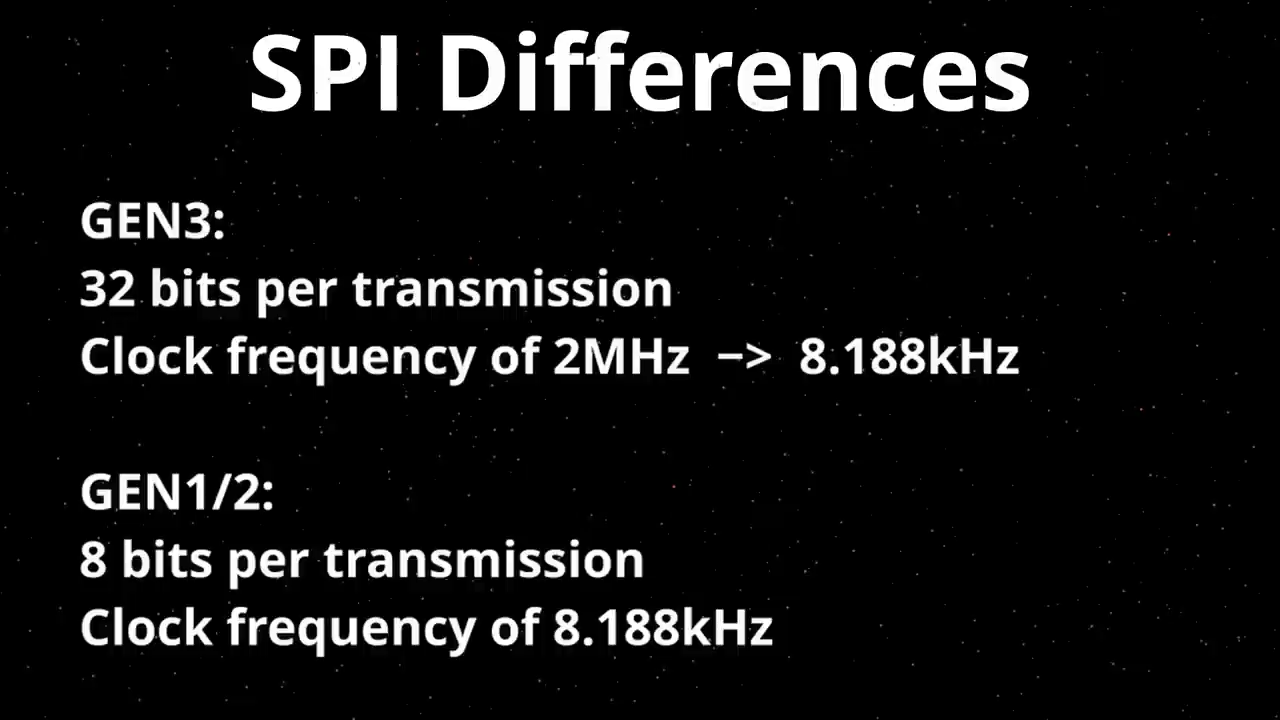 SPI Differences
GEN3:
32 bits per transmission
Clock frequency of 2MHz –> 8.188kHz
GEN1/2:
8 bits per transmission
Clock frequency of 8.188kHz